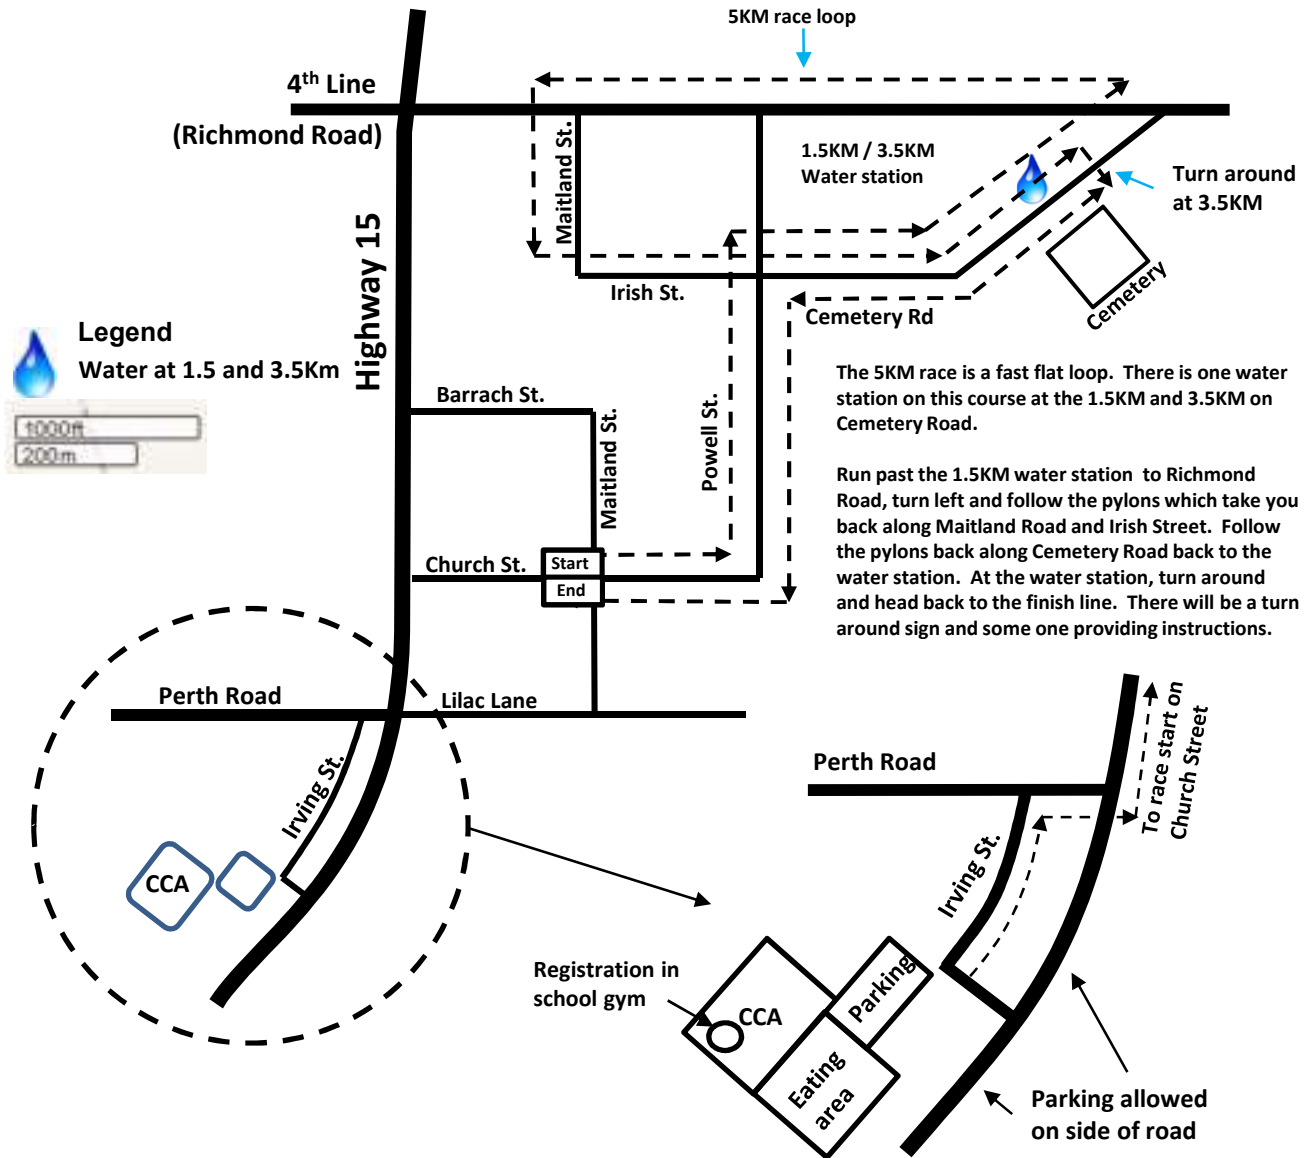 5KM race loop
4th Line
(Richmond Road)
Maitland St.
1.5KM / 3.5KM
Water station
Turn around
at 3.5KM
Highway 15
Irish St.
Cemetery Rd
Cemetery
Legend
Water at 1.5 and 3.5Km
1000ft
200m
Barrach St.
Maitland St.
Powell St.
The 5KM race is a fast flat loop. There is one water
station on this course at the 1.5KM and 3.5KM on
Cemetery Road.
Run past the 1.5KM water station to Richmond
Road, turn left and follow the pylons which take you
back along Maitland Road and Irish Street. Follow
the pylons back along Cemetery Road back to the
water station. At the water station, turn around
and head back to the finish line. There will be a turn
around sign and some one providing instructions.
Church St.
Start
End
Perth Road
Lilac Lane
Irving St.
CCA
Perth Road
To race start on
Church Street
Irving St.
Registration in
school gym
CCA
Parking
Eating
area
Parking allowed
on side of road